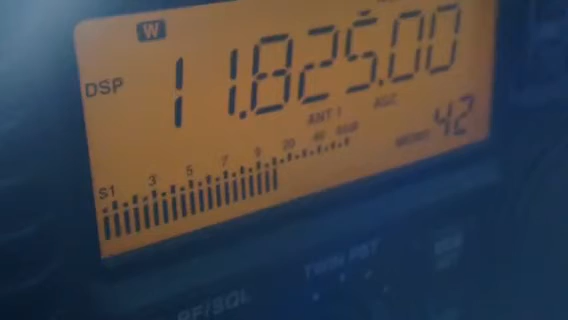 W
DSP 11.825.00
ANT 1 AGC
S1 3 5 7 9 20 40 60dB
MEMO 42
TWIN PBT
RF/SQL